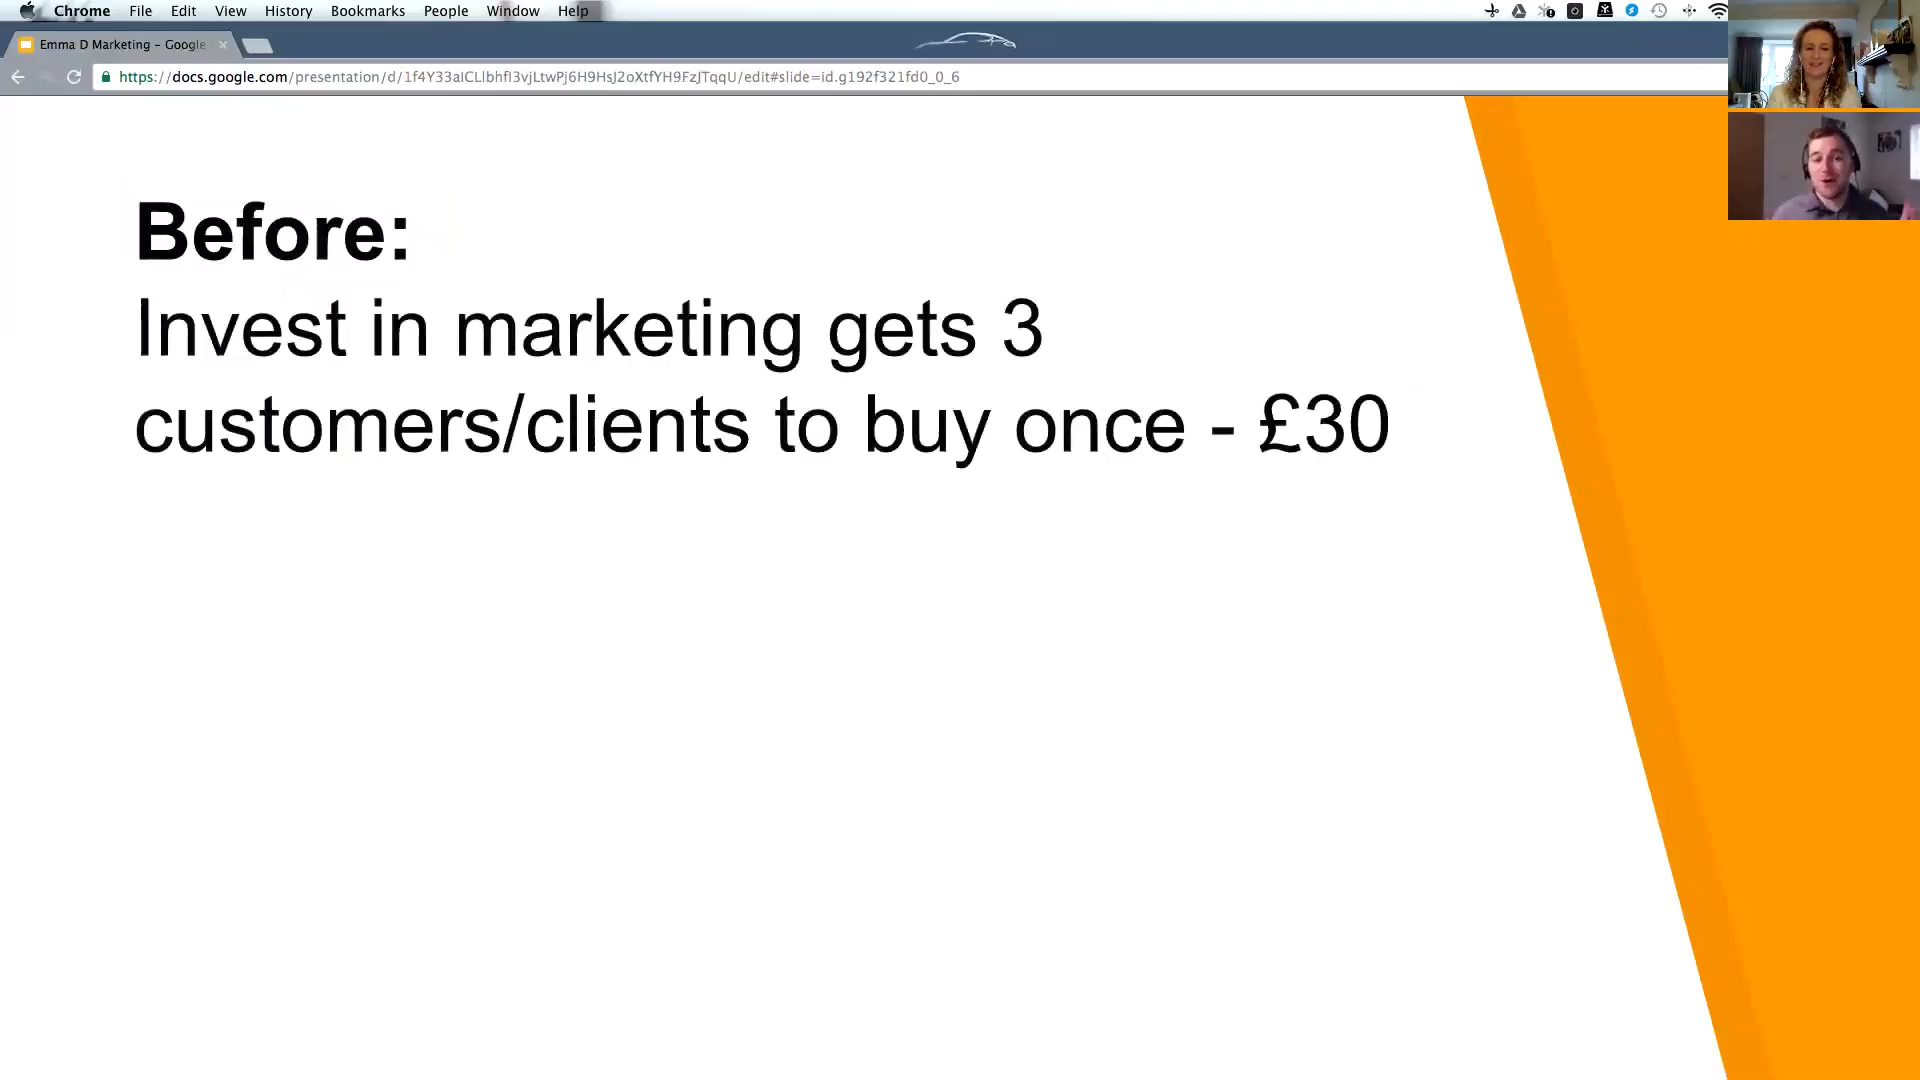 Chrome File Edit View History Bookmarks People Window Help
Emma D Marketing - Google
https://docs.google.com/presentation/d/1f4Y33aICLlbhfI3vjLtwPj6H9HsJ2oXtfYH9FzJTqqU/edit#slide=id.g192f321fd0_0_6
Before:
Invest in marketing gets 3
customers/clients to buy once - £30